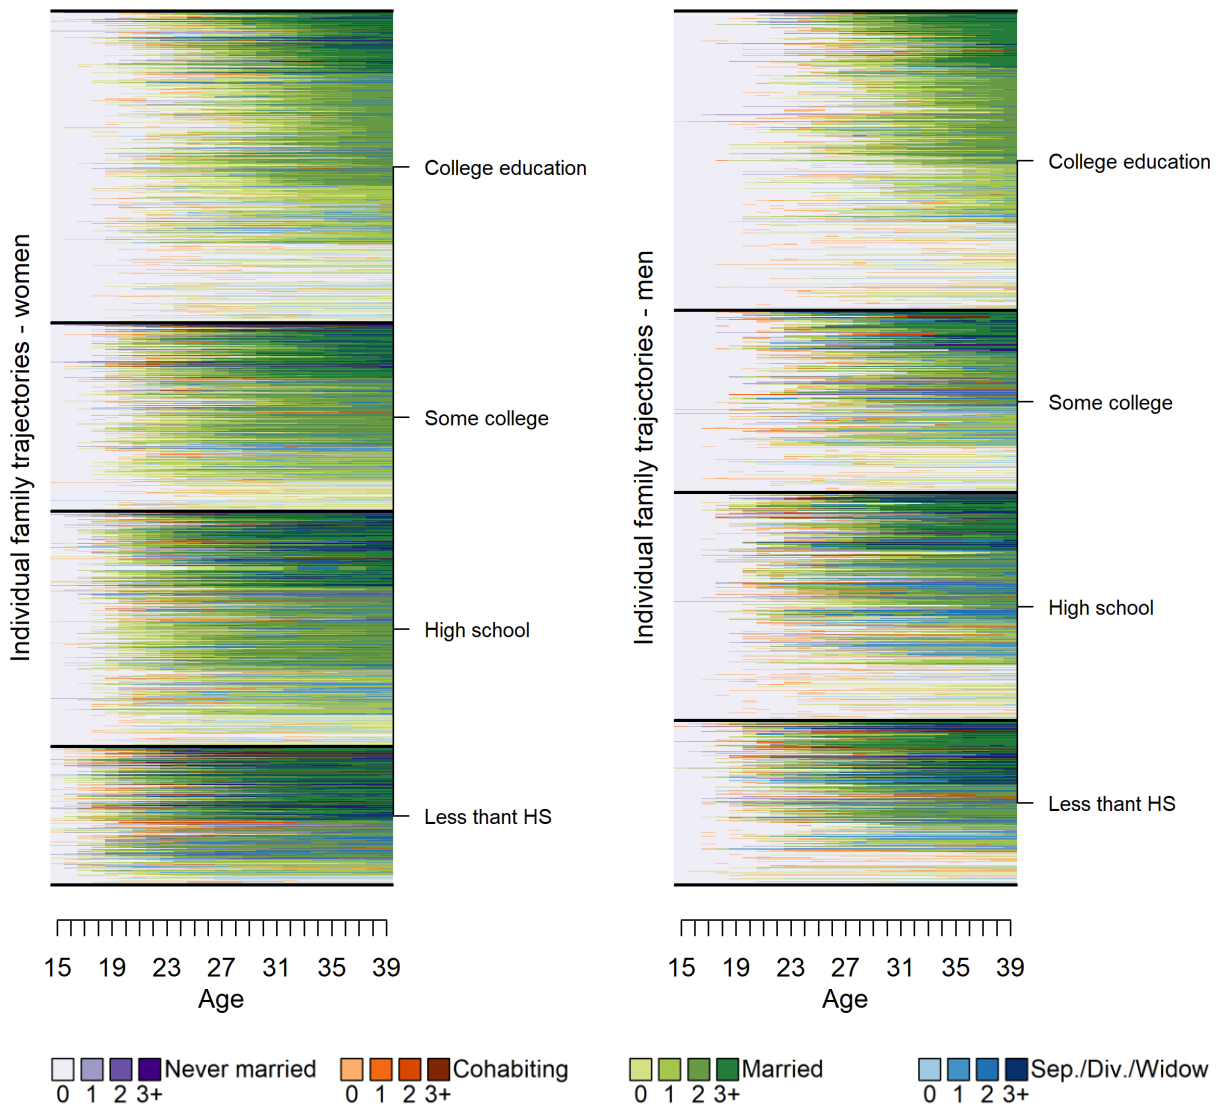 Individual family trajectories - women
College education
Some college
High school
Less thant HS
15 19 23 27 31 35 39
Age
Individual family trajectories - men
College education
Some college
High school
Less thant HS
15 19 23 27 31 35 39
Age
Never married
0 1 2 3+
Cohabiting
0 1 2 3+
Married
0 1 2 3+
Sep./Div./Widow
0 1 2 3+